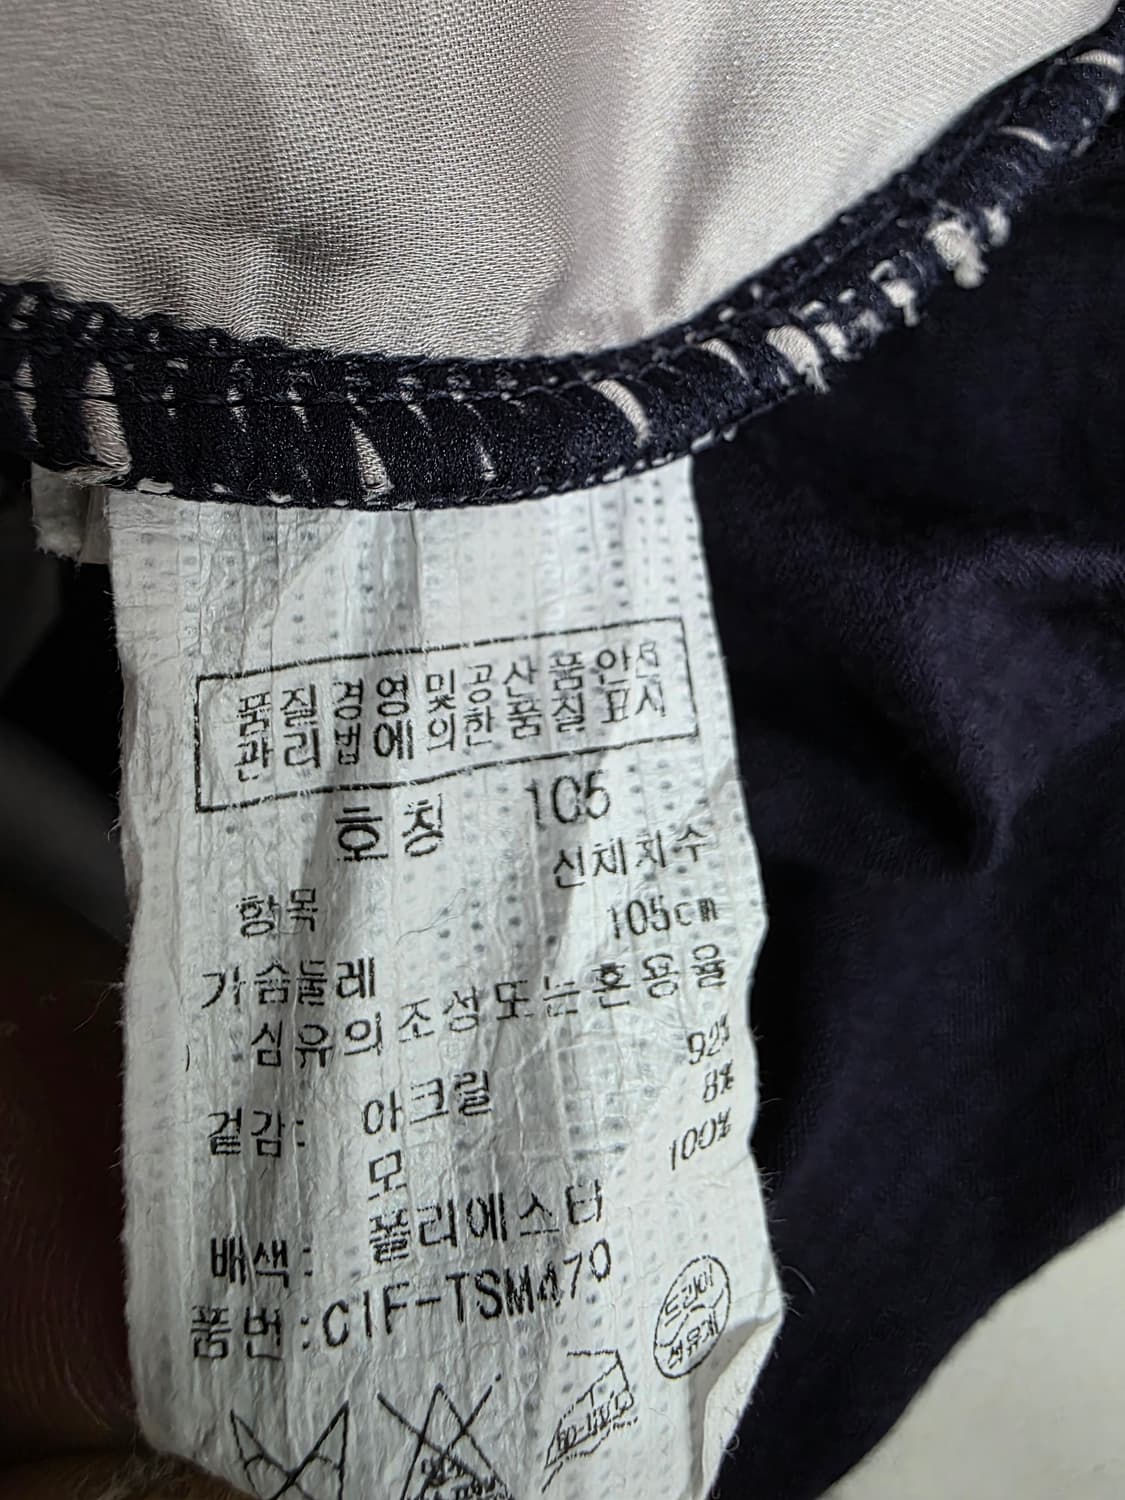 품질경영및공산품안전
관리법에의한품질표시
호칭 105
항목 신체치수
가슴둘레 105cm
섬유의 조성또는혼용율
겉감: 아크릴 92%
모 8%
배색: 폴리에스터 100%
품번:CIF-TSM470
드라이
석유계